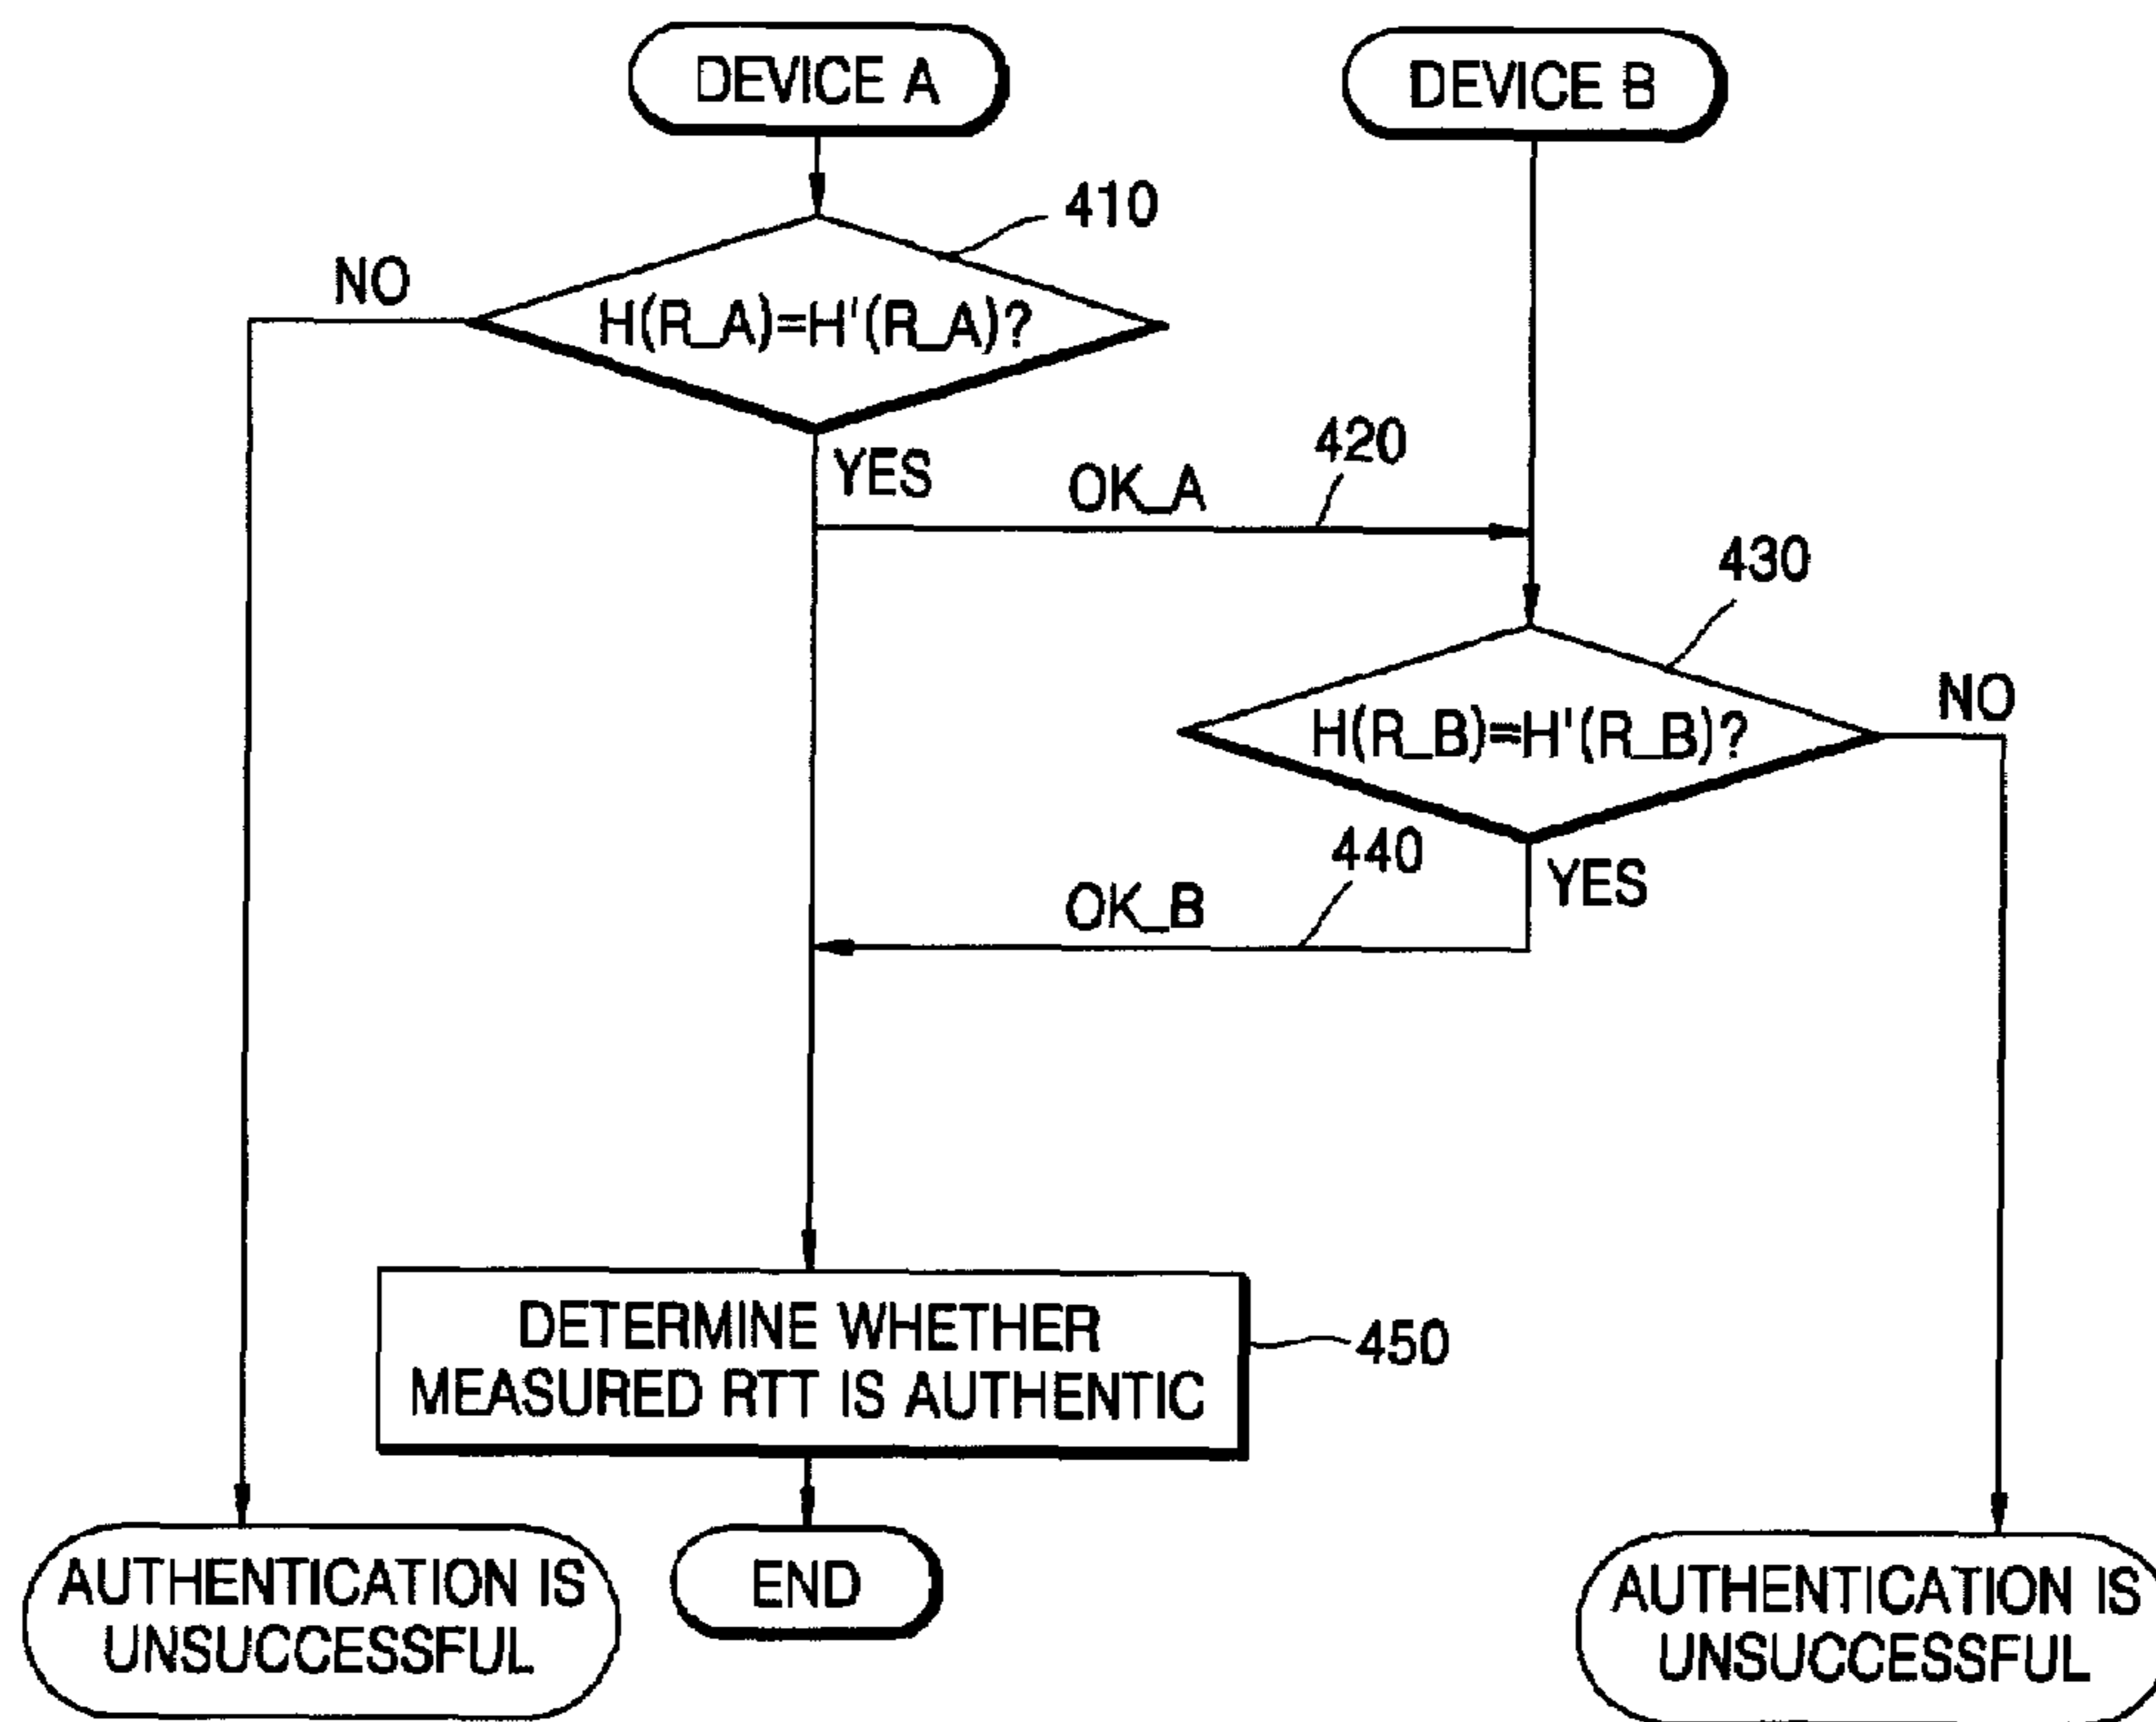 DEVICE A
DEVICE B
410
NO
H(R_A)=H'(R_A)?
420
YES
OK_A
430
NO
H(R_B)=H'(R_B)?
440
YES
OK_B
DETERMINE WHETHER
MEASURED RTT IS AUTHENTIC
450
AUTHENTICATION IS
UNSUCCESSFUL
END
AUTHENTICATION IS
UNSUCCESSFUL